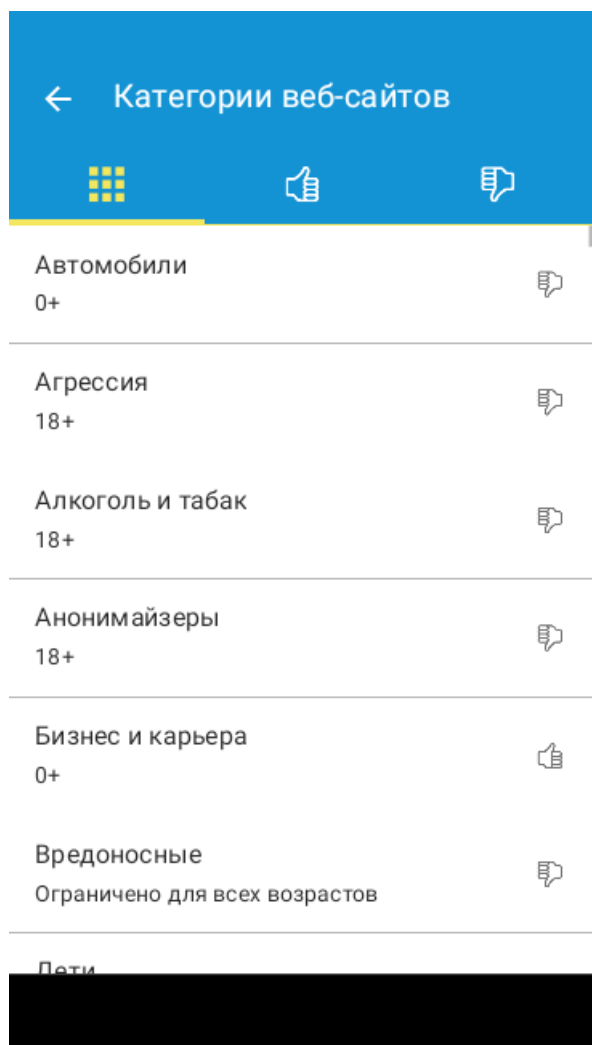 Категории веб-сайтов
Автомобили
0+
Агрессия
18+
Алкоголь и табак
18+
Анонимайзеры
18+
Бизнес и карьера
0+
Вредоносные
Ограничено для всех возрастов
Дети